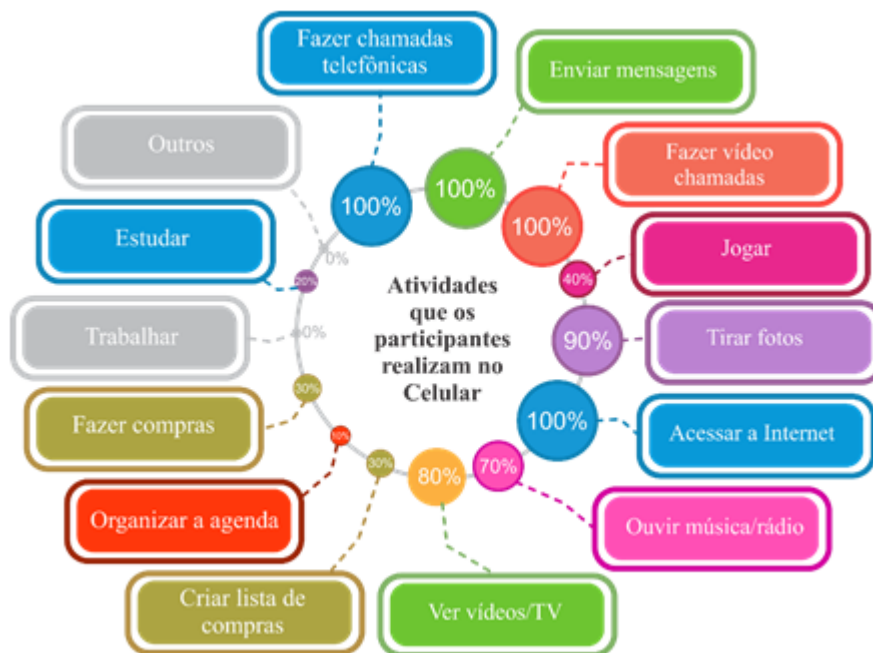 Fazer chamadas
telefônicas
100%
Enviar mensagens
100%
Fazer vídeo
chamadas
100%
Jogar
40%
Tirar fotos
90%
Acessar a Internet
100%
Ouvir música/rádio
70%
Ver vídeos/TV
80%
Criar lista de
compras
30%
Organizar a agenda
10%
Fazer compras
30%
Trabalhar
0%
Estudar
20%
Outros
0%
Atividades
que os
participantes
realizam no
Celular